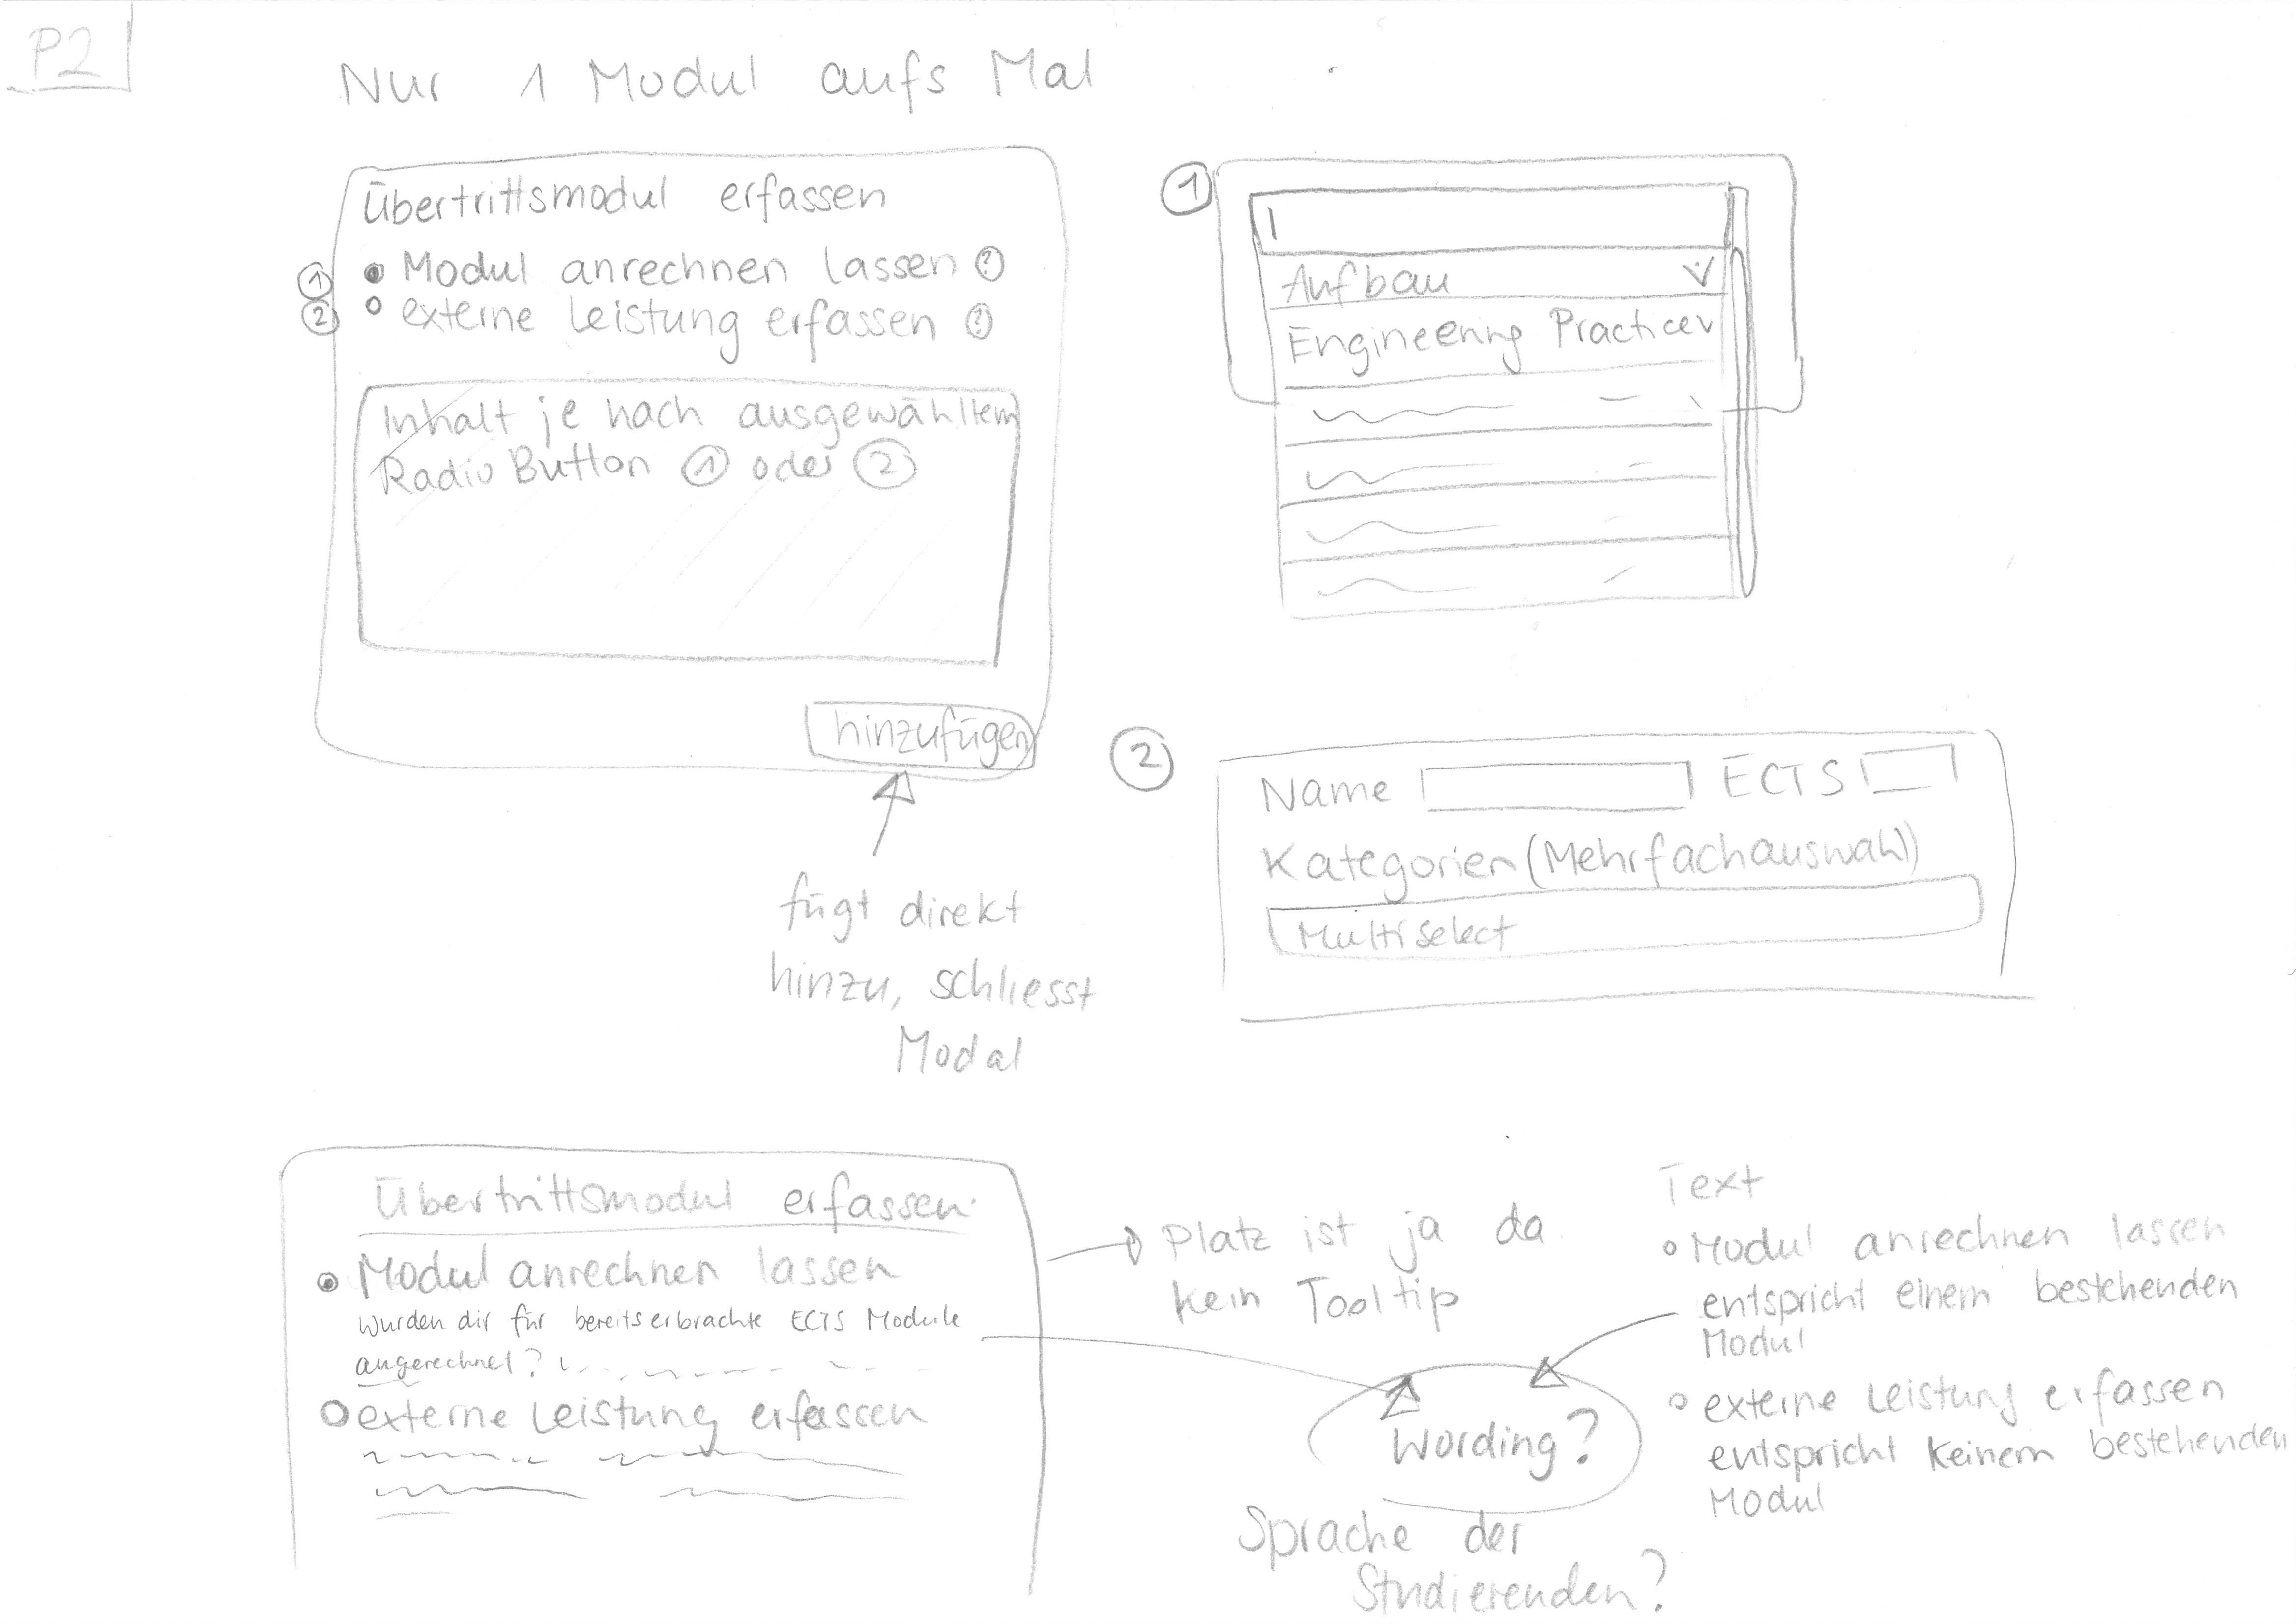 P2
Nur 1 Modul aufs Mal
Übertrittsmodul erfassen
1 Modul anrechnen lassen ?
2 externe Leistung erfassen ?
Inhalt je nach ausgewähltem
Radio Button 1 oder 2
hinzufügen
fügt direkt
hinzu, schliesst
Modal
1
Aufbau
Engineering Practice
2
Name ECTS
Kategorien (Mehrfachauswahl)
Multiselect
Übertrittsmodul erfassen
Modul anrechnen lassen
Wurden dir für bereits erbrachte ECTS Module
angerechnet?
externe Leistung erfassen
Platz ist ja da
kein Tooltip
Text
Modul anrechnen lassen
entspricht einem bestehenden
Modul
externe Leistung erfassen
entspricht keinem bestehenden
Modul
Wording?
Sprache der
Studierenden?